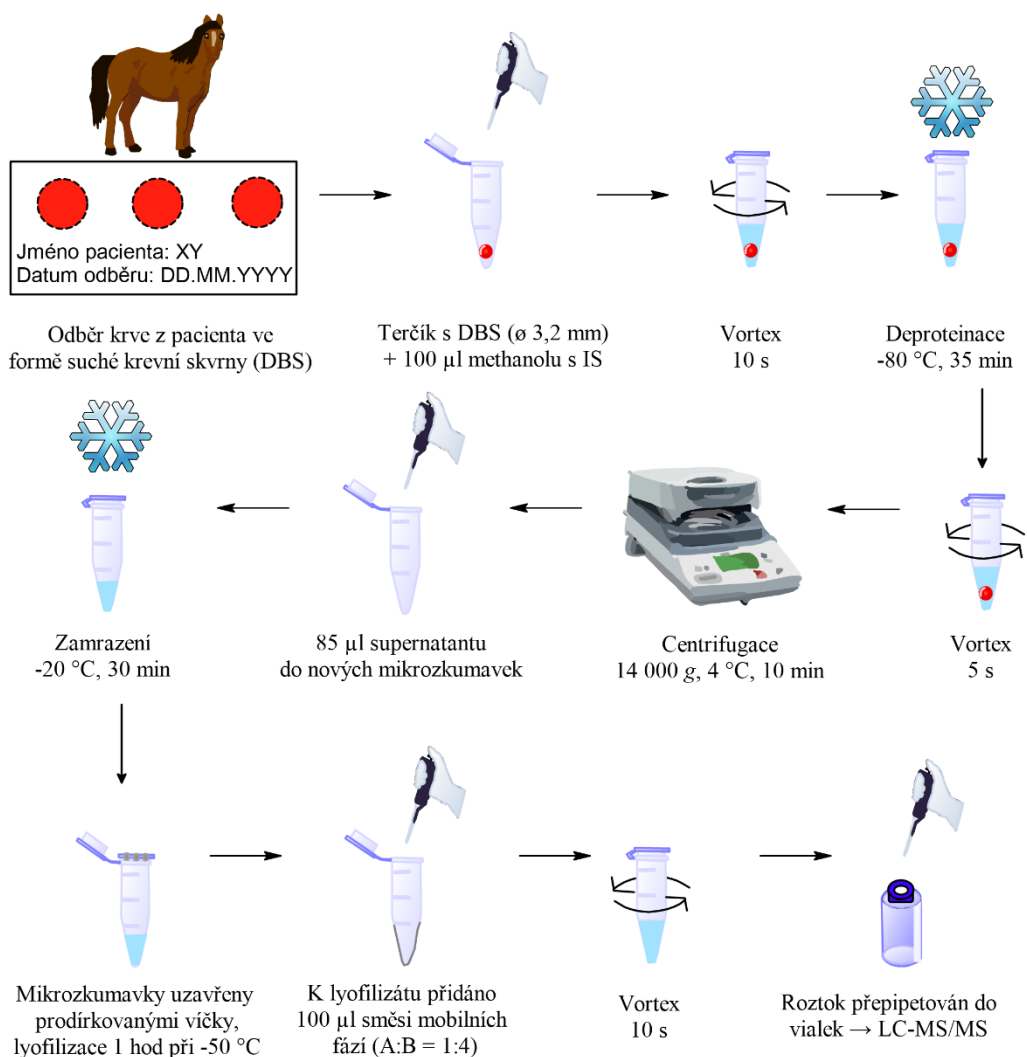 Jméno pacienta: XY
Datum odběru: DD.MM.YYYY
Odběr krve z pacienta ve
formě suché krevní skvrny (DBS)
Terčík s DBS (ø 3,2 mm)
+ 100 µl methanolu s IS
Vortex
10 s
Deproteinace
-80 °C, 35 min
Vortex
5 s
Centrifugace
14 000 g, 4 °C, 10 min
85 µl supernatantu
do nových mikrozkumavek
Zamrazení
-20 °C, 30 min
Mikrozkumavky uzavřeny
prodírkovanými víčky,
lyofilizace 1 hod při -50 °C
K lyofilizátu přidáno
100 µl směsi mobilních
fází (A:B = 1:4)
Vortex
10 s
Roztok přepipetován do
vialek → LC-MS/MS